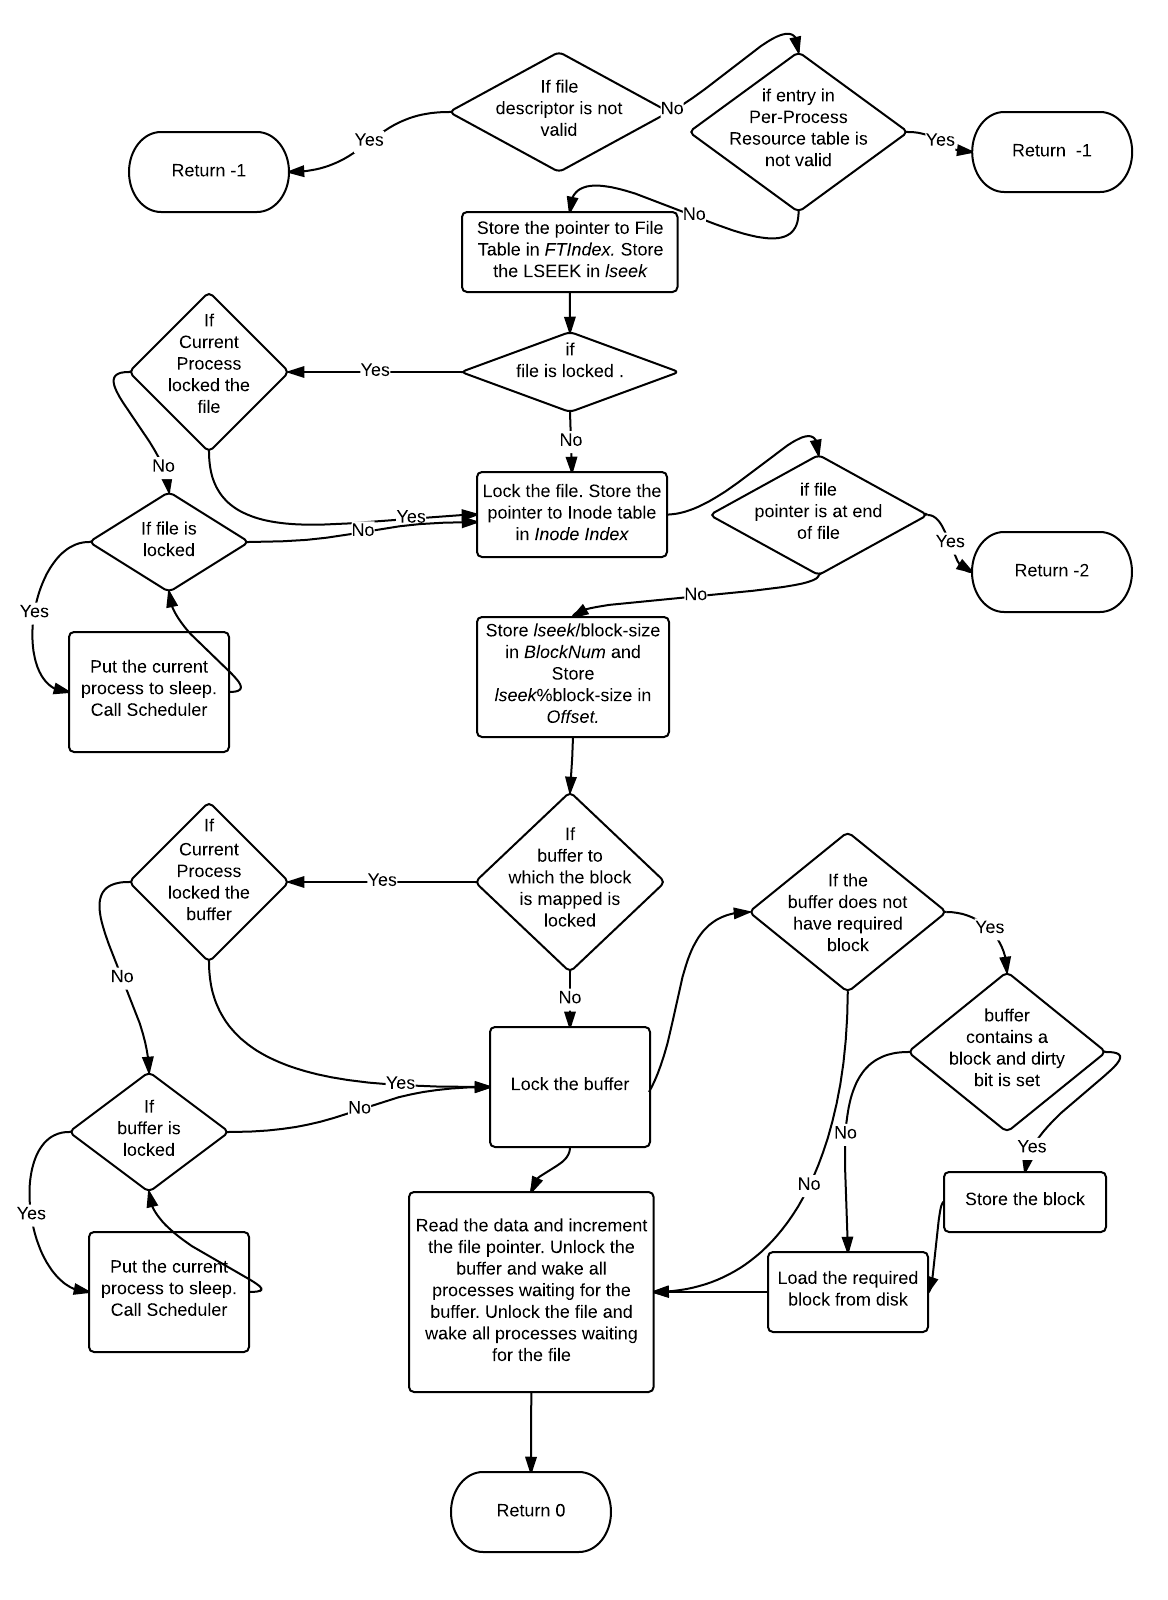 If file
descriptor is not
valid
No
if entry in
Per-Process
Resource table is
not valid
Yes
Return -1
Yes
Return  -1
No
Store the pointer to File
Table in FTIndex. Store
the LSEEK in lseek
If
Current
Process
locked the
file
Yes
if
file is locked .
No
No
Lock the file. Store the
pointer to Inode table
in Inode Index
if file
pointer is at end
of file
Yes
No
If file is
locked
Yes
Return -2
No
Yes
Put the current
process to sleep.
Call Scheduler
Store lseek/block-size
in BlockNum and
Store
lseek%block-size in
Offset.
If
Current
Process
locked the
buffer
Yes
If
buffer to
which the block
is mapped is
locked
If the
buffer does not
have required
block
Yes
No
No
buffer
contains a
block and dirty
bit is set
Lock the buffer
Yes
No
If
buffer is
locked
No
Yes
No
Store the block
Yes
Put the current
process to sleep.
Call Scheduler
Read the data and increment
the file pointer. Unlock the
buffer and wake all
processes waiting for the
buffer. Unlock the file and
wake all processes waiting
for the file
Load the required
block from disk
Return 0